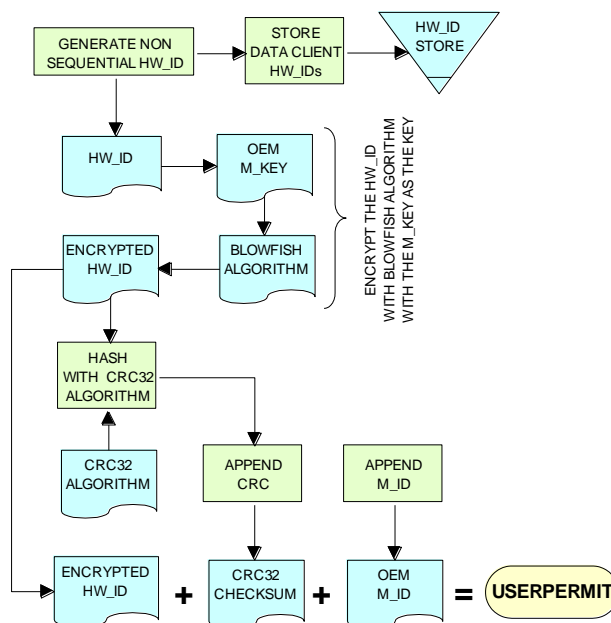 GENERATE NON
SEQUENTIAL HW_ID
STORE
DATA CLIENT
HW_IDs
HW_ID
STORE
HW_ID
OEM
M_KEY
ENCRYPT THE HW_ID
WITH BLOWFISH ALGORITHM
WITH THE M_KEY AS THE KEY
ENCRYPTED
HW_ID
BLOWFISH
ALGORITHM
HASH
WITH CRC32
ALGORITHM
CRC32
ALGORITHM
APPEND
CRC
APPEND
M_ID
ENCRYPTED
HW_ID
+
CRC32
CHECKSUM
+
OEM
M_ID
=
USERPERMIT